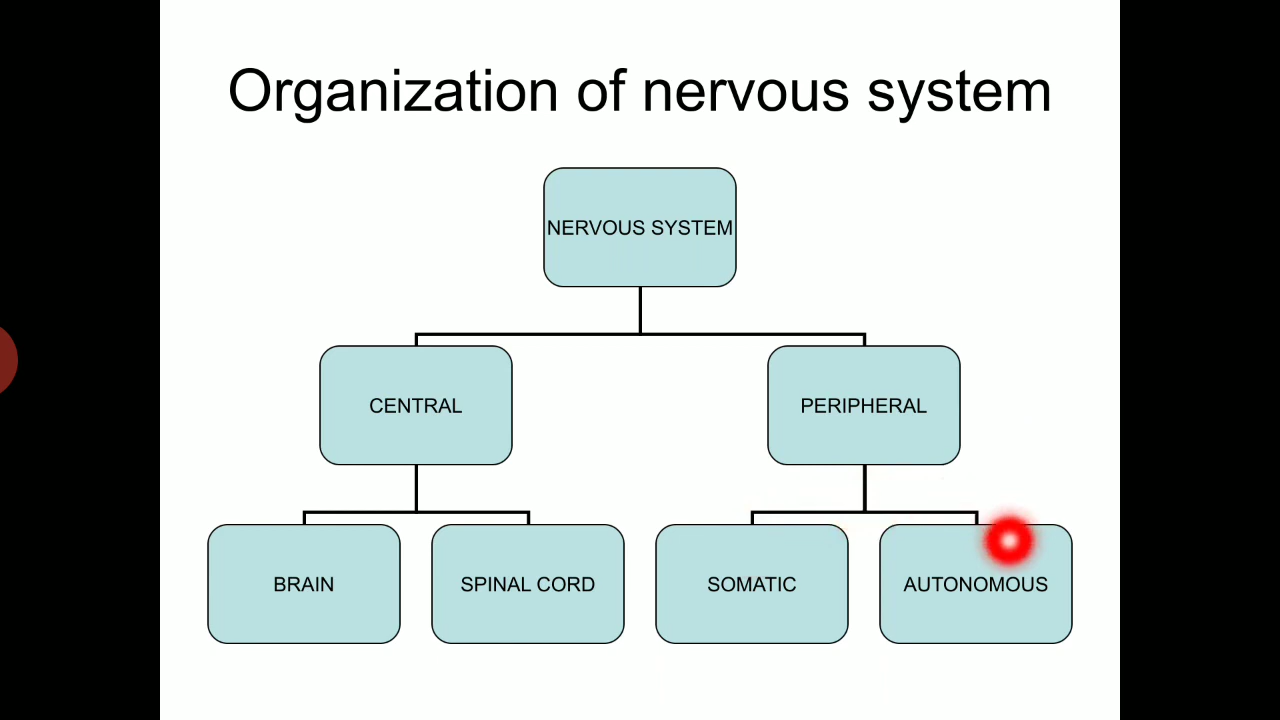 Organization of nervous system
NERVOUS SYSTEM
CENTRAL
PERIPHERAL
BRAIN
SPINAL CORD
SOMATIC
AUTONOMOUS